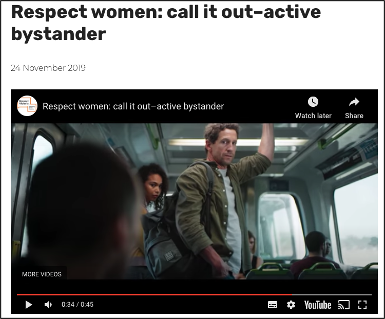 Respect women: call it out–active
bystander
24 November 2019
Respect women: call it out–active bystander
Watch later
Share
MORE VIDEOS
0:34 / 0:45
YouTube